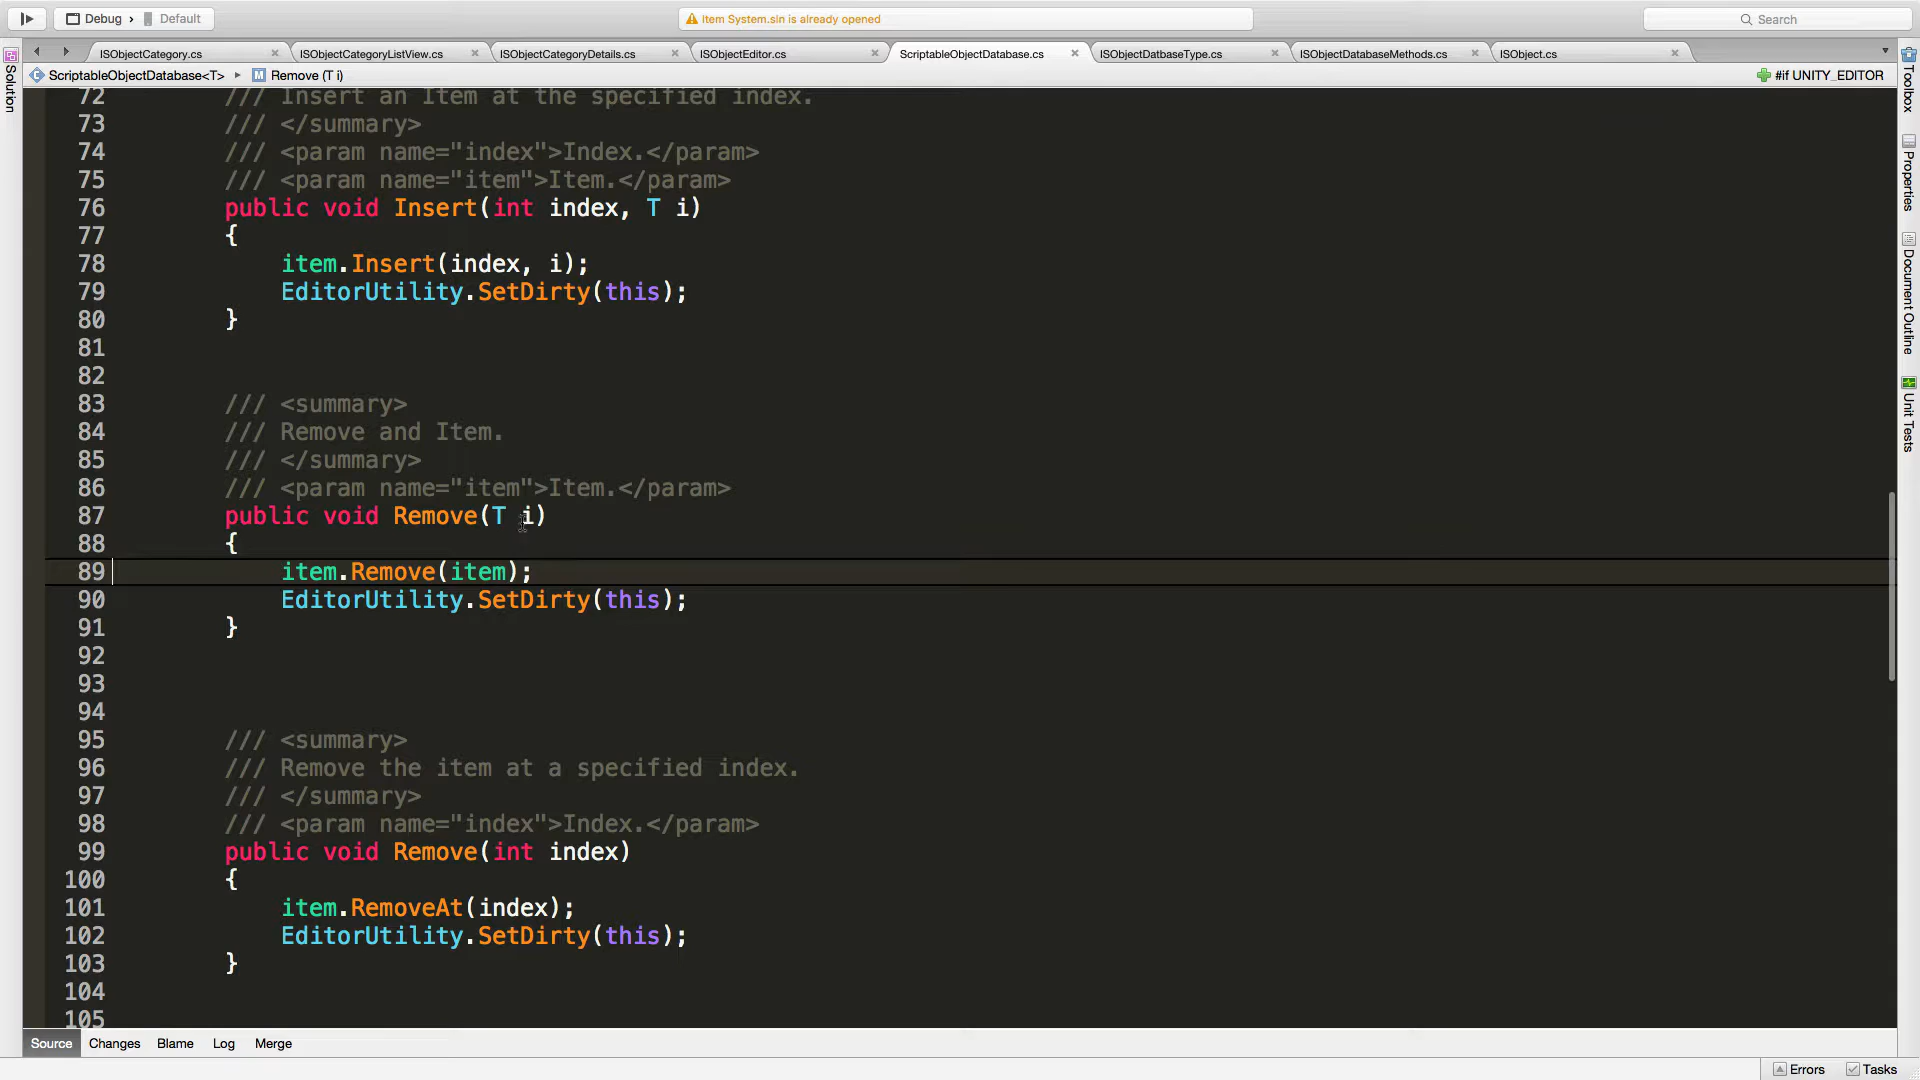 Debug › Default
Item System.sln is already opened
Search
ISObjectCategory.cs
ISObjectCategoryListView.cs
ISObjectCategoryDetails.cs
ISObjectEditor.cs
ScriptableObjectDatabase.cs
ISObjectDatbaseType.cs
ISObjectDatabaseMethods.cs
ISObject.cs
ScriptableObjectDatabase<T> ▸ M Remove (T i)
#if UNITY_EDITOR
Solution
Toolbox
Properties
Document Outline
Unit Tests
72 /// Insert an Item at the specified index.
73 /// </summary>
74 /// <param name="index">Index.</param>
75 /// <param name="item">Item.</param>
76 public void Insert(int index, T i)
77 {
78 item.Insert(index, i);
79 EditorUtility.SetDirty(this);
80 }
81
82
83 /// <summary>
84 /// Remove and Item.
85 /// </summary>
86 /// <param name="item">Item.</param>
87 public void Remove(T i)
88 {
89 item.Remove(item);
90 EditorUtility.SetDirty(this);
91 }
92
93
94
95 /// <summary>
96 /// Remove the item at a specified index.
97 /// </summary>
98 /// <param name="index">Index.</param>
99 public void Remove(int index)
100 {
101 item.RemoveAt(index);
102 EditorUtility.SetDirty(this);
103 }
104
105
Source Changes Blame Log Merge
Errors Tasks